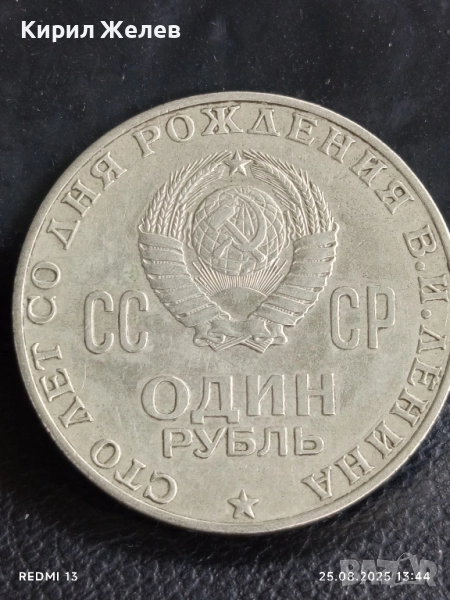 Кирил Желев
СТО ЛЕТ СО ДНЯ РОЖДЕНИЯ В.И.ЛЕНИНА
СС СР
ОДИН
РУБЛЬ
REDMI 13
25.08.2025 13:44